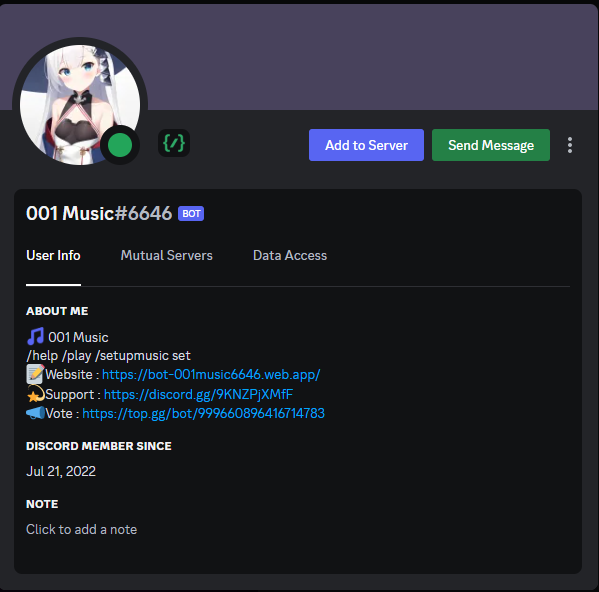 {/}
Add to Server
Send Message
001 Music#6646 BOT
User Info
Mutual Servers
Data Access
ABOUT ME
🎵 001 Music
/help /play /setupmusic set
📝Website : https://bot-001music6646.web.app/
💫Support : https://discord.gg/9KNZPjXMfF
📣Vote : https://top.gg/bot/999660896416714783
DISCORD MEMBER SINCE
Jul 21, 2022
NOTE
Click to add a note